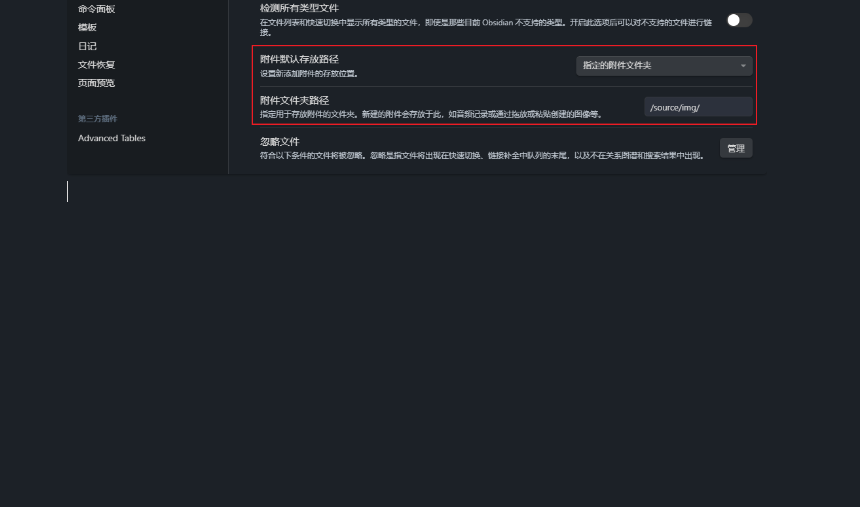 命令面板
模板
日记
文件恢复
页面预览
第三方插件
Advanced Tables
检测所有类型文件
在文件列表和快速切换中显示所有类型的文件，即使是那些目前 Obsidian 不支持的类型。开启此选项后可以对不支持的文件进行链
接。
附件默认存放路径
设置新添加附件的存放位置。
指定的附件文件夹
附件文件夹路径
指定用于存放附件的文件夹。新建的附件会存放于此，如音频记录或通过拖放或粘贴创建的图像等。
/source/img/
忽略文件
符合以下条件的文件将被忽略。忽略是指文件将出现在快速切换、链接补全中队列的末尾，以及不在关系图谱和搜索结果中出现。
管理